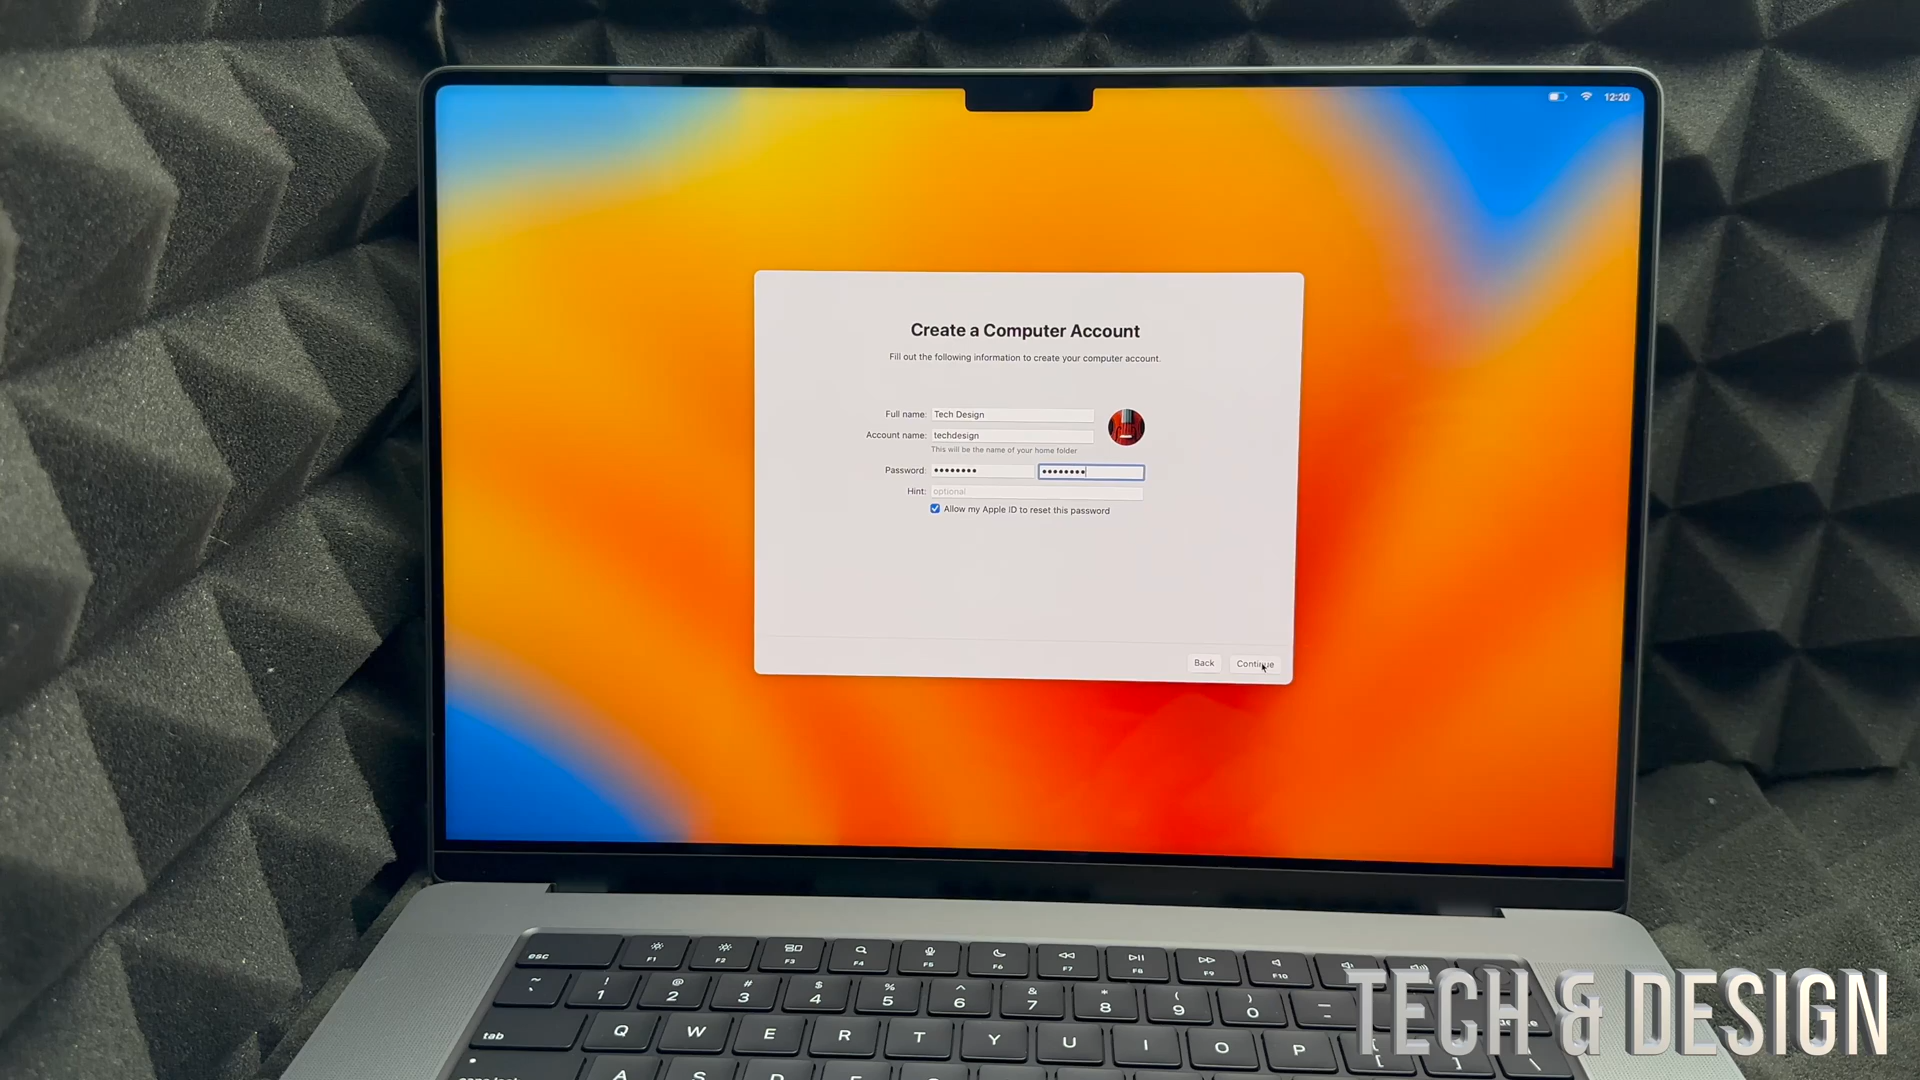 12:20
Create a Computer Account
Fill out the following information to create your computer account.
Full name: Tech Design
Account name: techdesign
This will be the name of your home folder
Password: •••••••• ••••••••
Hint: optional
Allow my Apple ID to reset this password
Back Continue
esc F1 F2 F3 F4 F5 F6 F7 F8 F9 F10
~ ! @ # $ % ^ & * ( ) _
` 1 2 3 4 5 6 7 8 9 0 -
tab Q W E R T Y U I O P [ ] \
A S D
TECH & DESIGN